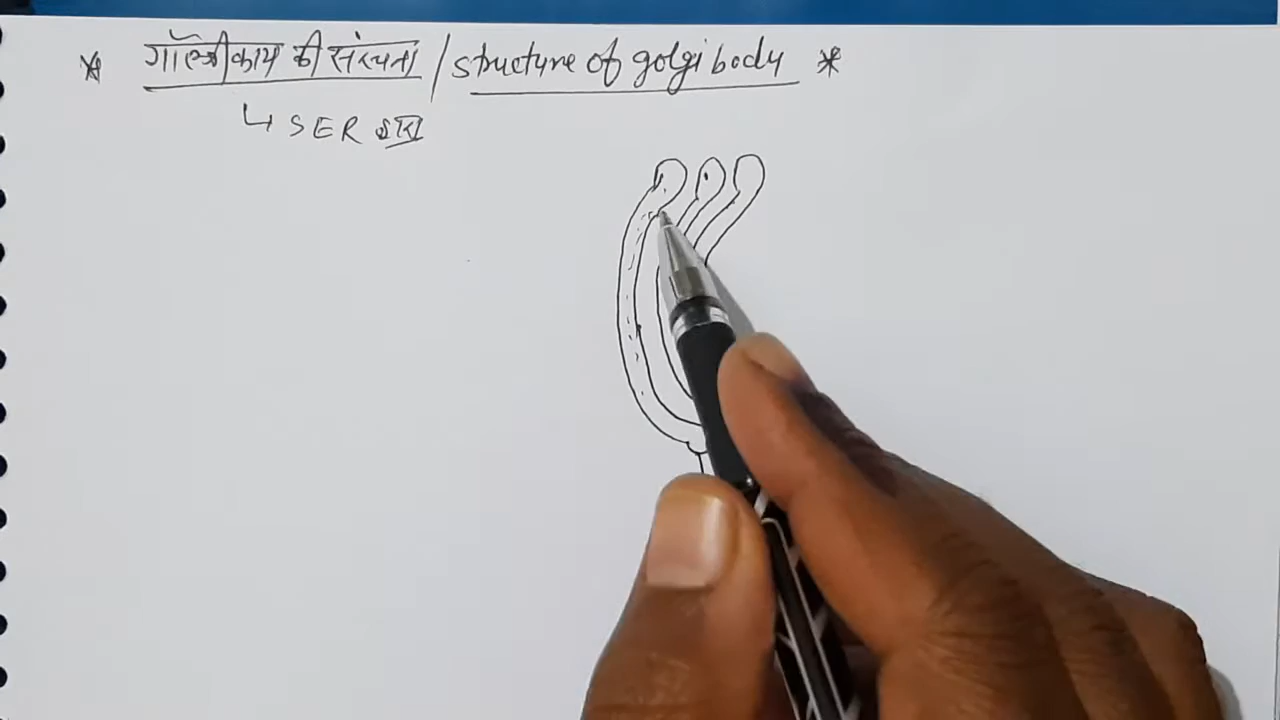 * गॉल्जीकाय की संरचना / structure of golgi body *
↳ SER द्वारा